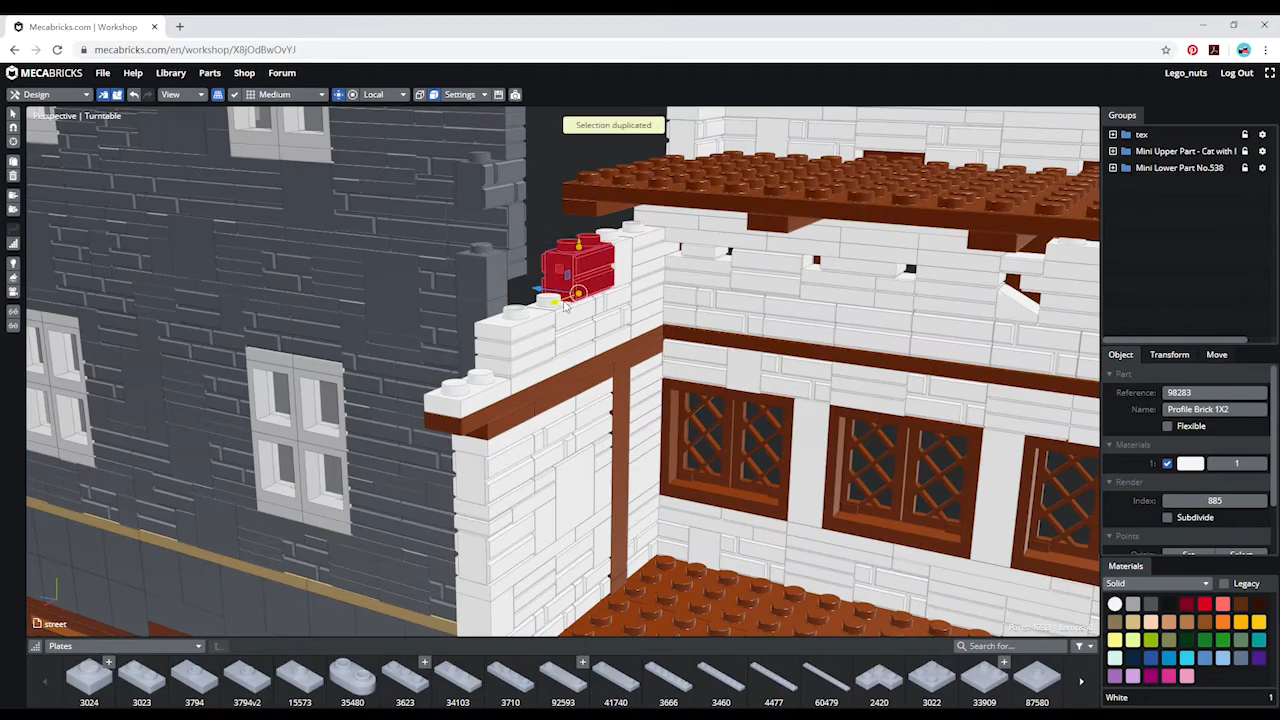 Mecabricks.com | Workshop
mecabricks.com/en/workshop/X8jOdBwOvYJ
MECABRICKS File Help Library Parts Shop Forum Lego_nuts Log Out
Design View Medium Local Settings
Perspective | Turntable
Selection duplicated
Groups
tex
Mini Upper Part - Cat with
Mini Lower Part No.538
Object Transform Move
Part
Reference: 98283
Name: Profile Brick 1X2
Flexible
Materials
1: 1
Render
Index: 885
Subdivide
Points
Materials
Solid Legacy
street
Plates Search for...
3024 3023 3794 3794v2 15573 35480 3623 34103 3710 92593 41740 3666 3460 4477 60479 2420 3022 33909 87580
White 1